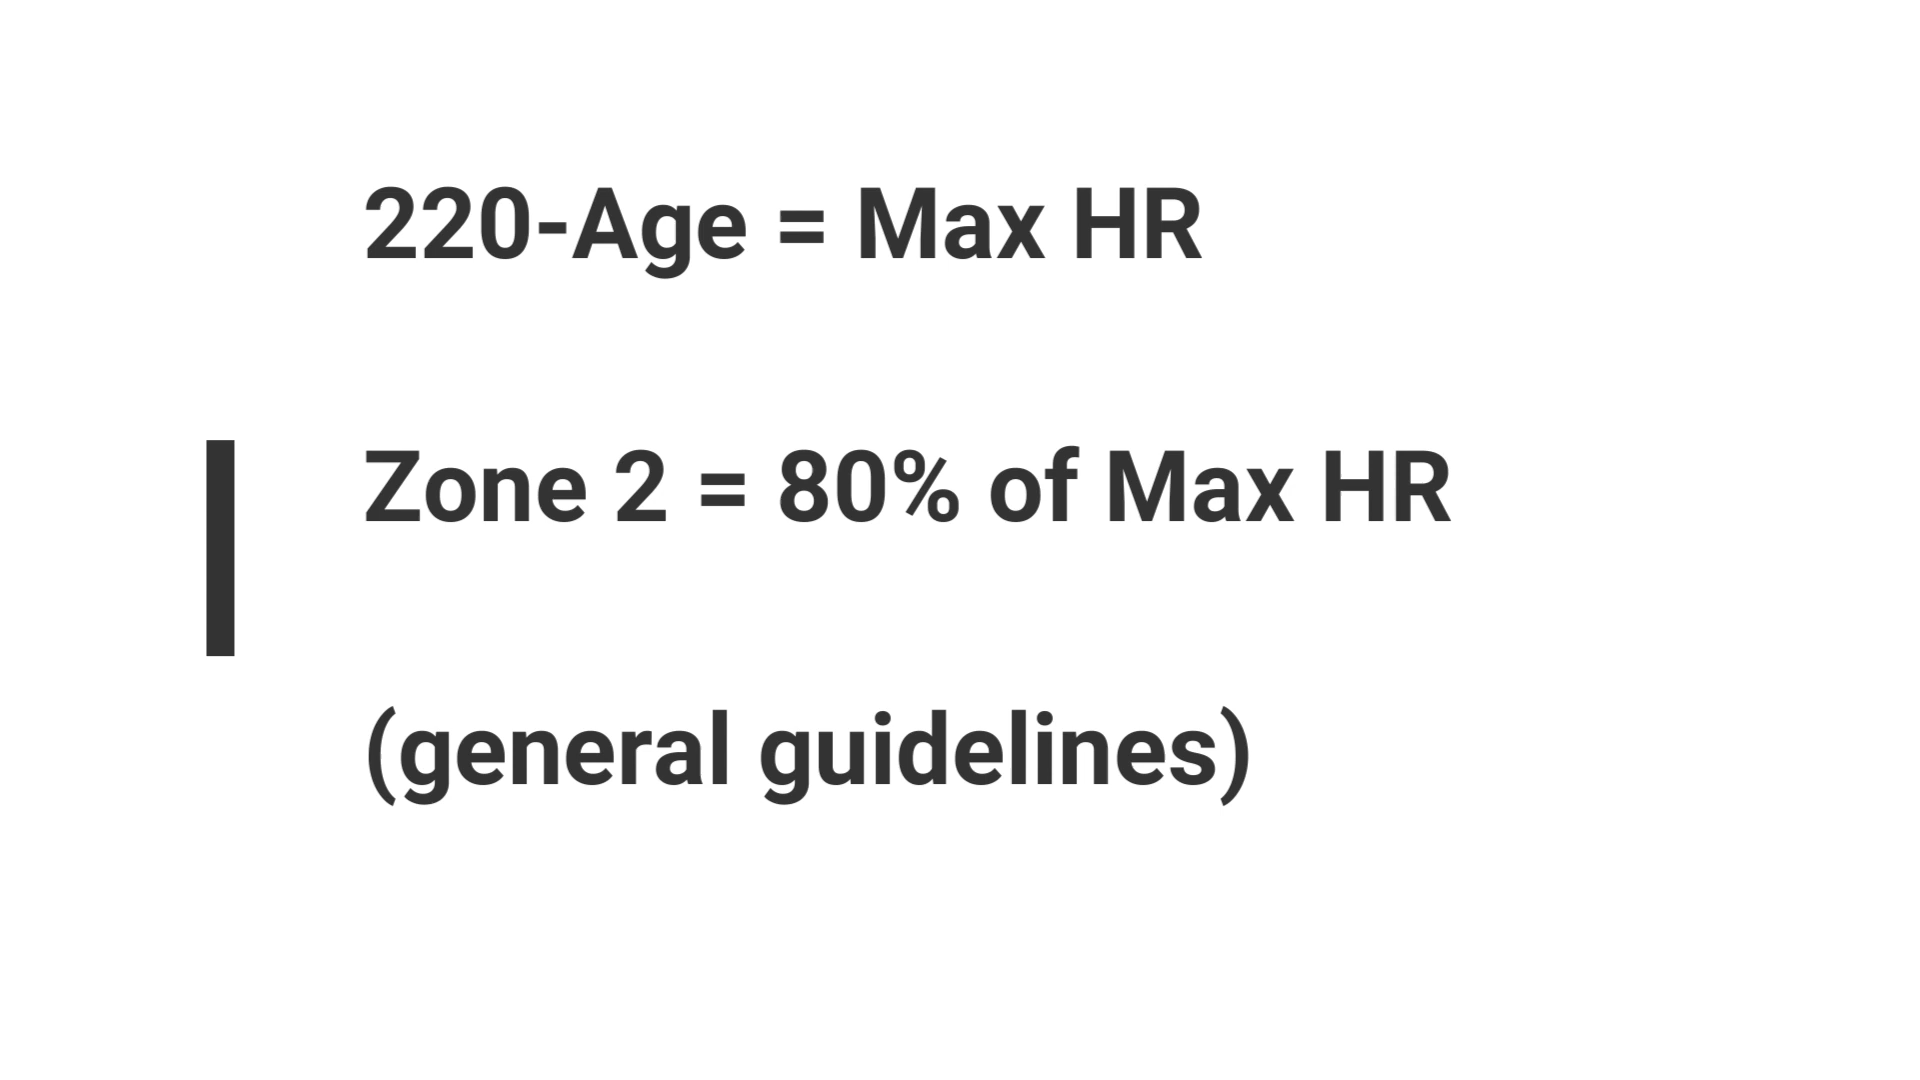 220-Age = Max HR
Zone 2 = 80% of Max HR
(general guidelines)